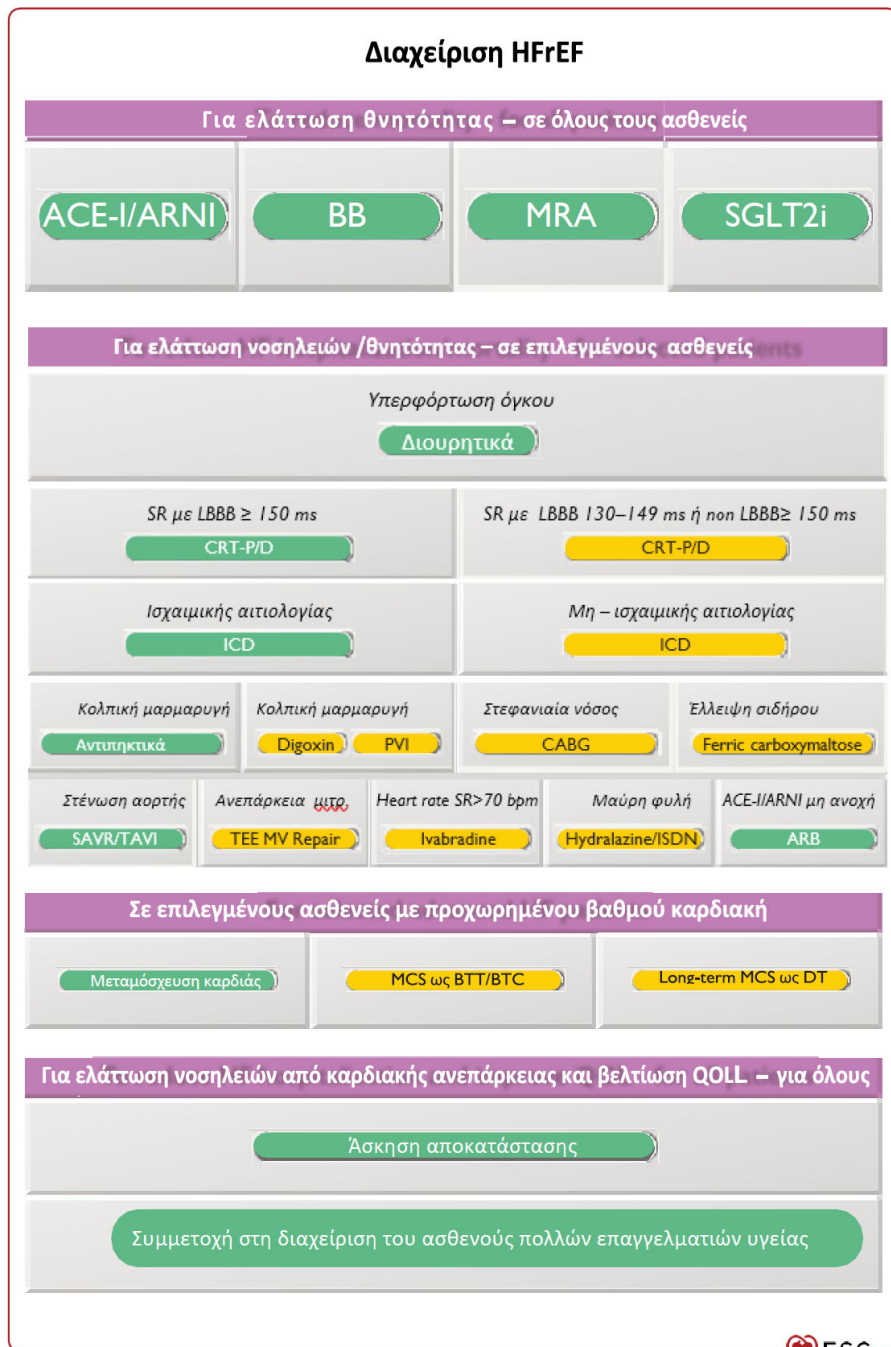 Διαχείριση HFrEF
Για ελάττωση θνητότητας – σε όλους τους ασθενείς
ACE-I/ARNI
BB
MRA
SGLT2i
Για ελάττωση νοσηλειών /θνητότητας – σε επιλεγμένους ασθενείς
Υπερφόρτωση όγκου
Διουρητικά
SR με LBBB ≥ 150 ms
CRT-P/D
SR με LBBB 130–149 ms ή non LBBB≥ 150 ms
CRT-P/D
Ισχαιμικής αιτιολογίας
ICD
Μη – ισχαιμικής αιτιολογίας
ICD
Κολπική μαρμαρυγή
Αντιπηκτικά
Κολπική μαρμαρυγή
Digoxin
PVI
Στεφανιαία νόσος
CABG
Έλλειψη σιδήρου
Ferric carboxymaltose
Στένωση αορτής
SAVR/TAVI
Ανεπάρκεια μιτρ.
TEE MV Repair
Heart rate SR>70 bpm
Ivabradine
Μαύρη φυλή
Hydralazine/ISDN
ACE-I/ARNI μη ανοχή
ARB
Σε επιλεγμένους ασθενείς με προχωρημένου βαθμού καρδιακή
Μεταμόσχευση καρδιάς
MCS ως BTT/BTC
Long-term MCS ως DT
Για ελάττωση νοσηλειών από καρδιακής ανεπάρκειας και βελτίωση QOLL – για όλους
Άσκηση αποκατάστασης
Συμμετοχή στη διαχείριση του ασθενούς πολλών επαγγελματιών υγείας